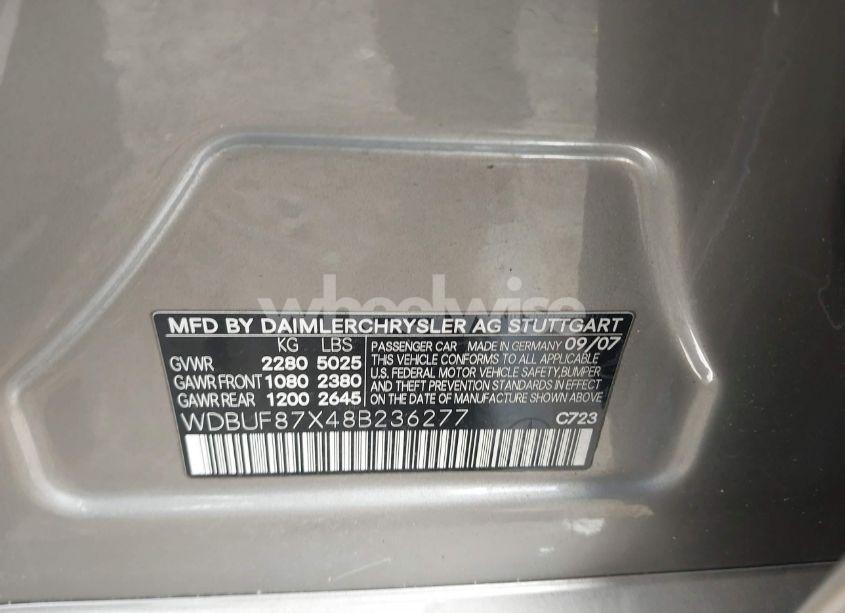 wheelwise
MFD BY DAIMLERCHRYSLER AG STUTTGART
KG LBS
GVWR 2280 5025
GAWR FRONT 1080 2380
GAWR REAR 1200 2645
PASSENGER CAR MADE IN GERMANY 09/07
THIS VEHICLE CONFORMS TO ALL APPLICABLE
U.S. FEDERAL MOTOR VEHICLE SAFETY,BUMPER,
AND THEFT PREVENTION STANDARDS IN EFFECT
ON THE DATE OF MANUFACTURE SHOWN ABOVE.
WDBUF87X48B236277
C723